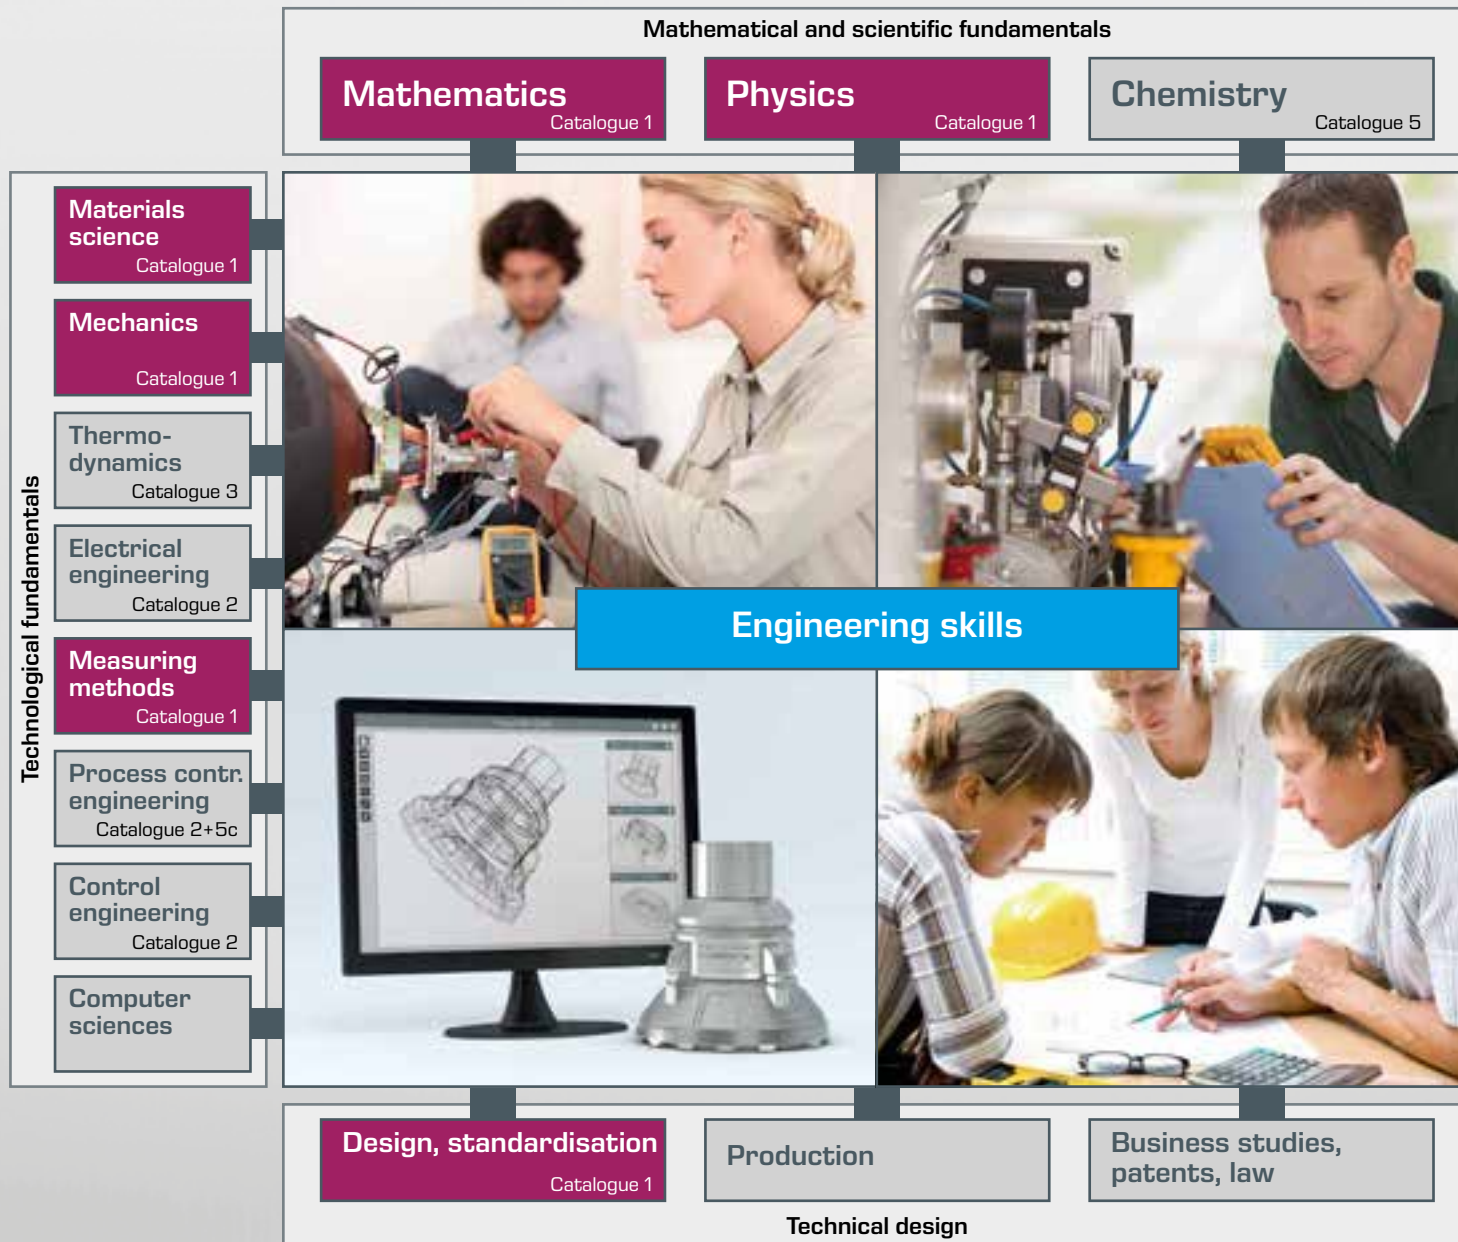 Mathematical and scientific fundamentals
Mathematics
Catalogue 1
Physics
Catalogue 1
Chemistry
Catalogue 5
Technological fundamentals
Materials
science
Catalogue 1
Mechanics
Catalogue 1
Thermo-
dynamics
Catalogue 3
Electrical
engineering
Catalogue 2
Measuring
methods
Catalogue 1
Process contr.
engineering
Catalogue 2+5c
Control
engineering
Catalogue 2
Computer
sciences
Engineering skills
Design, standardisation
Catalogue 1
Production
Business studies,
patents, law
Technical design